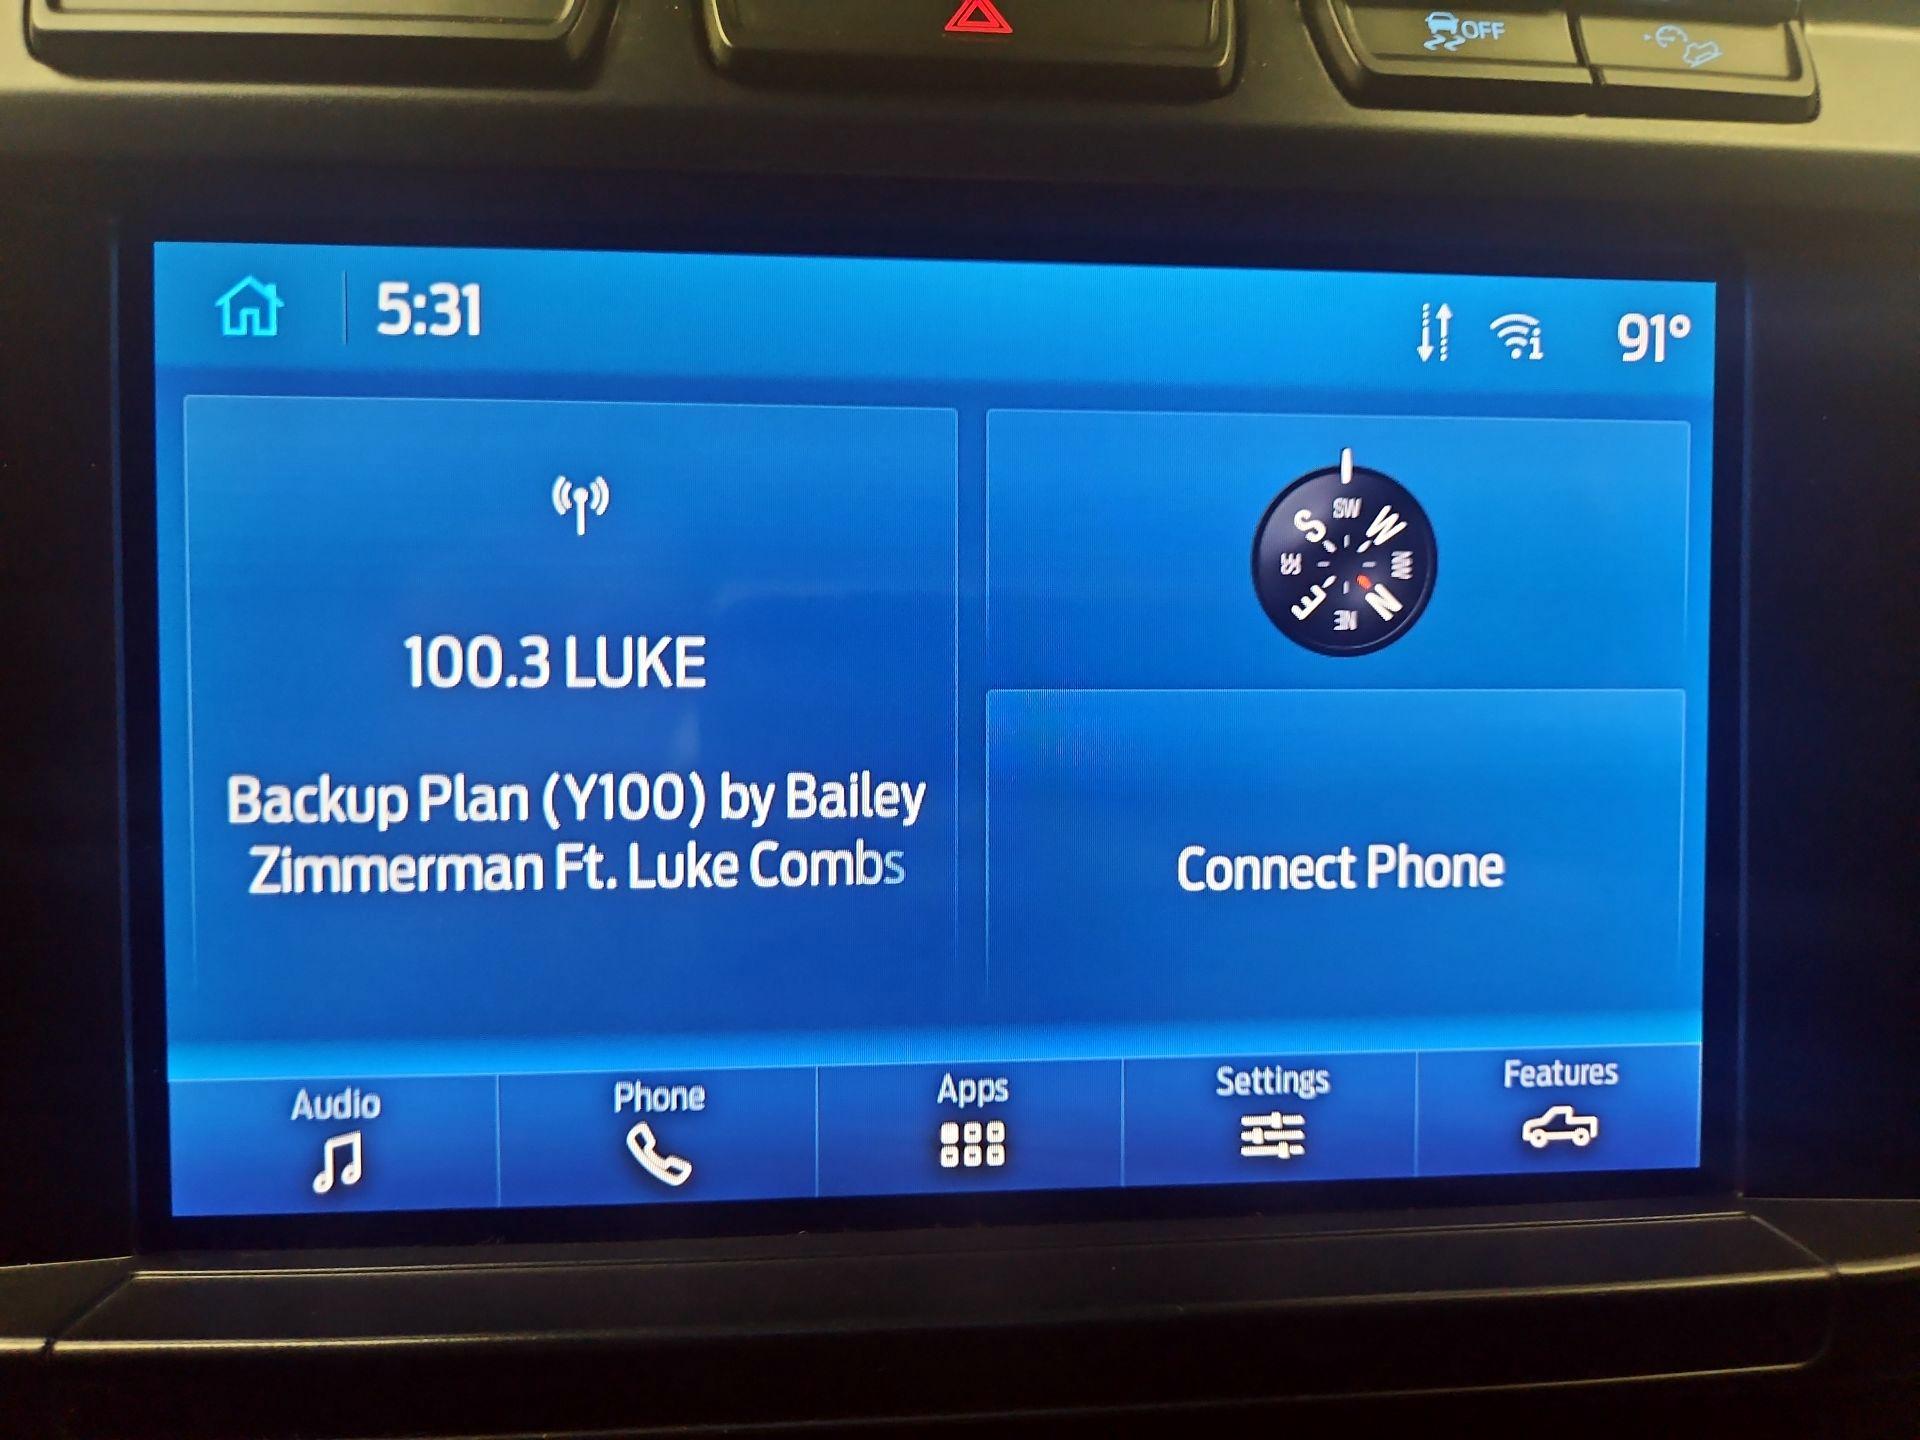 OFF
5:31
91°
100.3 LUKE
Backup Plan (Y100) by Bailey
Zimmerman Ft. Luke Combs
SW
S W
SE NW
E N
NE
Connect Phone
Audio Phone Apps Settings Features